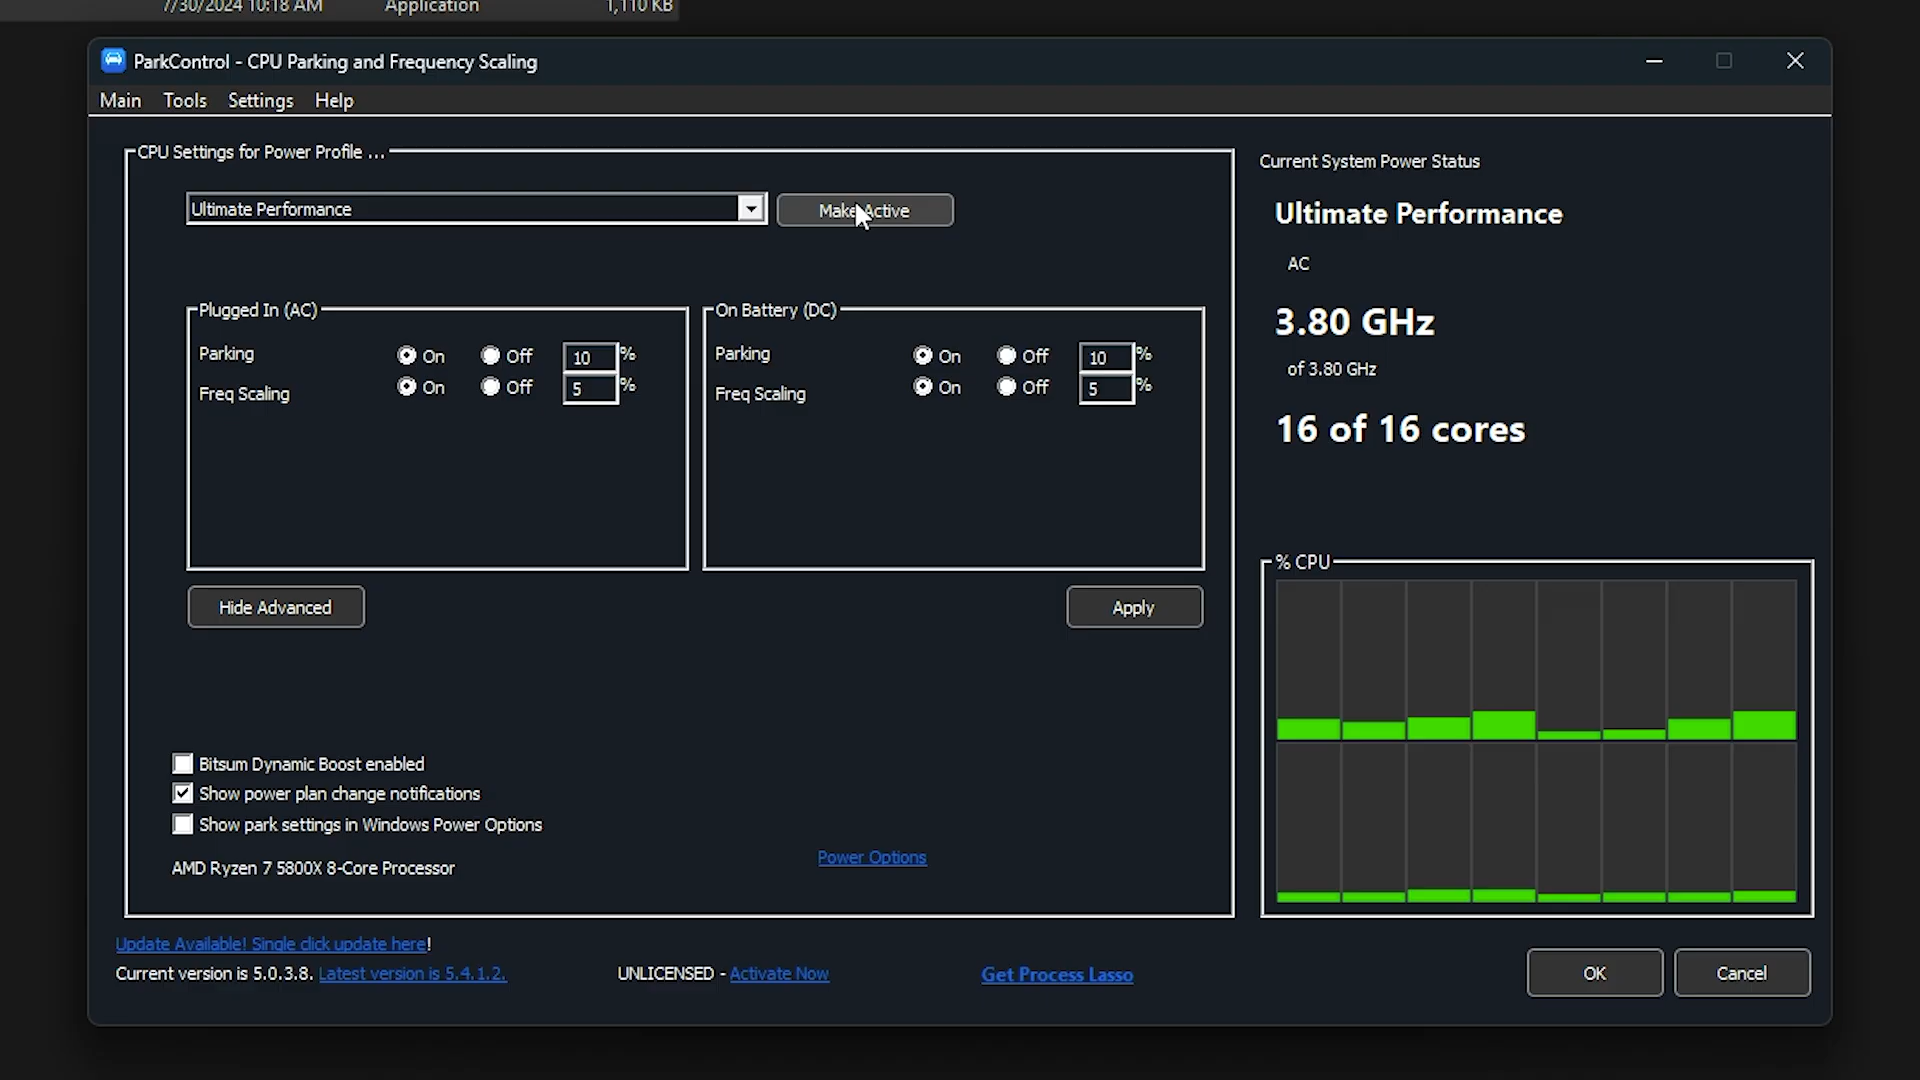 7/30/2024 10:18 AM Application 1,110 KB
ParkControl - CPU Parking and Frequency Scaling
Main Tools Settings Help
CPU Settings for Power Profile ...
Ultimate Performance
Make Active
Plugged In (AC)
Parking On Off 10 %
Freq Scaling On Off 5 %
On Battery (DC)
Parking On Off 10 %
Freq Scaling On Off 5 %
Hide Advanced
Apply
Bitsum Dynamic Boost enabled
Show power plan change notifications
Show park settings in Windows Power Options
AMD Ryzen 7 5800X 8-Core Processor
Power Options
Current System Power Status
Ultimate Performance
AC
3.80 GHz
of 3.80 GHz
16 of 16 cores
% CPU
Update Available! Single click update here!
Current version is 5.0.3.8. Latest version is 5.4.1.2.
UNLICENSED - Activate Now
Get Process Lasso
OK
Cancel